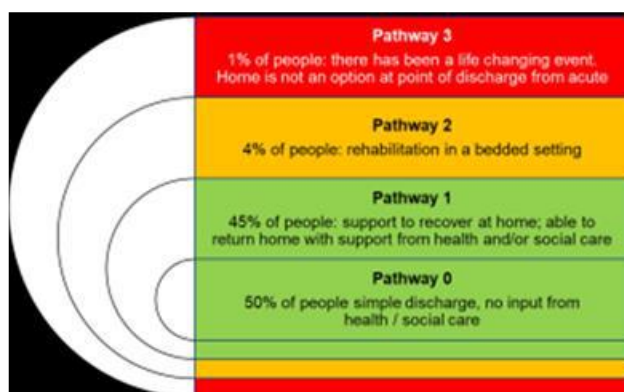 Pathway 3
1% of people: there has been a life changing event.
Home is not an option at point of discharge from acute
Pathway 2
4% of people: rehabilitation in a bedded setting
Pathway 1
45% of people: support to recover at home; able to
return home with support from health and/or social care
Pathway 0
50% of people simple discharge, no input from
health / social care